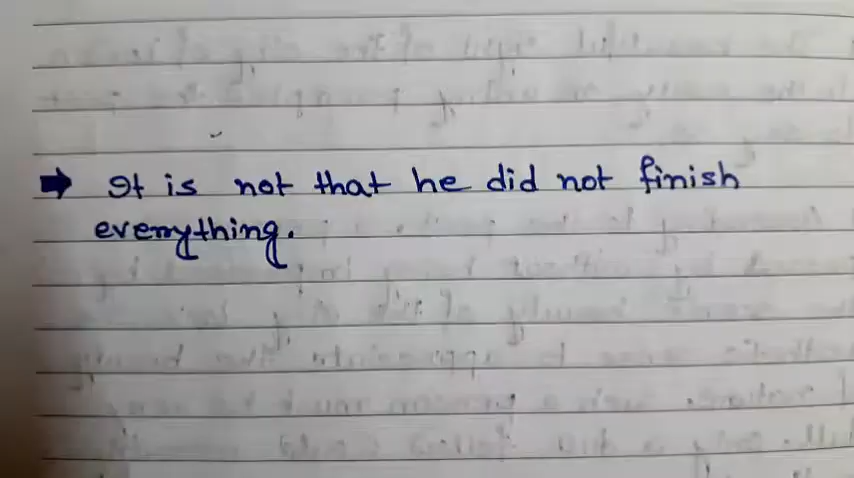 → It is not that he did not finish
everything.